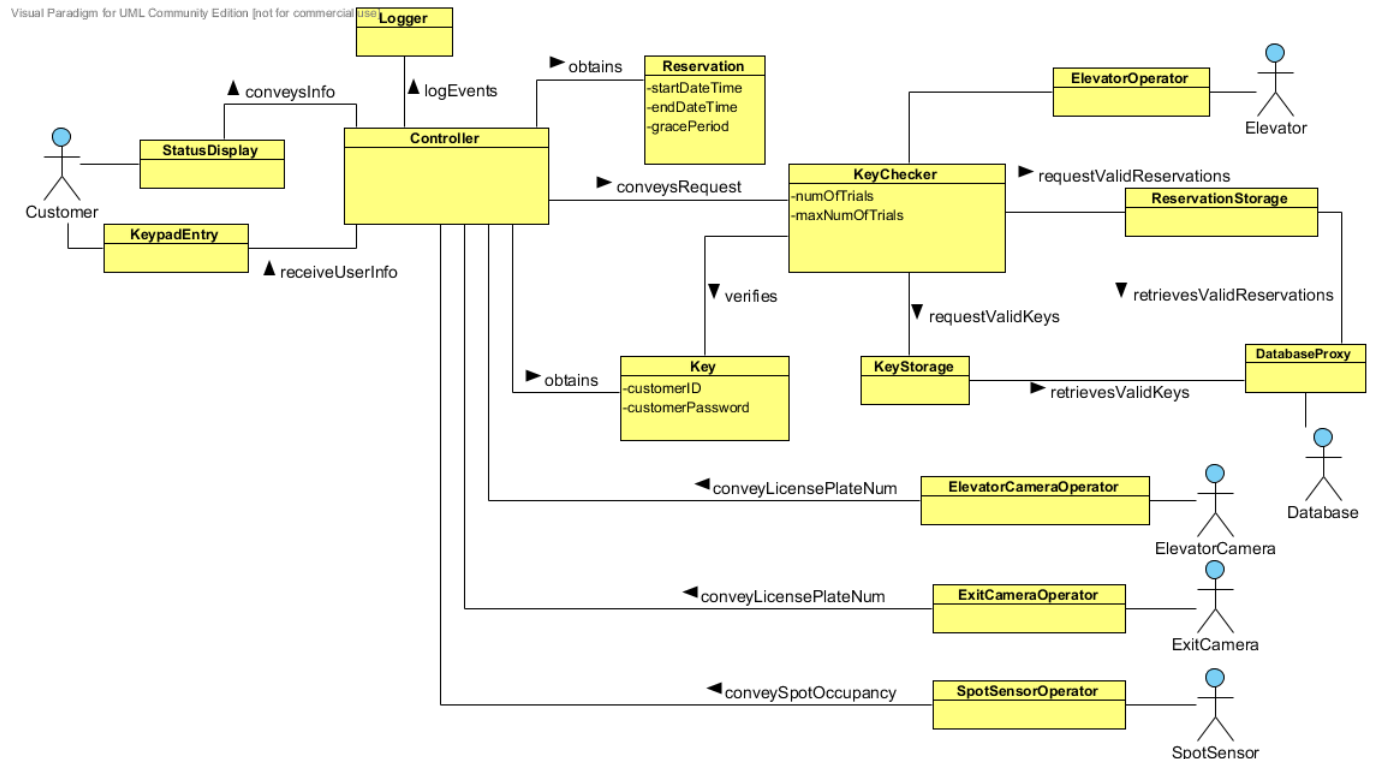 Visual Paradigm for UML Community Edition [not for commercial use]
Logger
conveysInfo
logEvents
obtains
Reservation
-startDateTime
-endDateTime
-gracePeriod
ElevatorOperator
Elevator
StatusDisplay
Controller
Customer
KeypadEntry
receiveUserInfo
conveysRequest
KeyChecker
-numOfTrials
-maxNumOfTrials
requestValidReservations
ReservationStorage
verifies
requestValidKeys
retrievesValidReservations
obtains
Key
-customerID
-customerPassword
KeyStorage
retrievesValidKeys
DatabaseProxy
Database
conveyLicensePlateNum
ElevatorCameraOperator
ElevatorCamera
conveyLicensePlateNum
ExitCameraOperator
ExitCamera
conveySpotOccupancy
SpotSensorOperator
SpotSensor